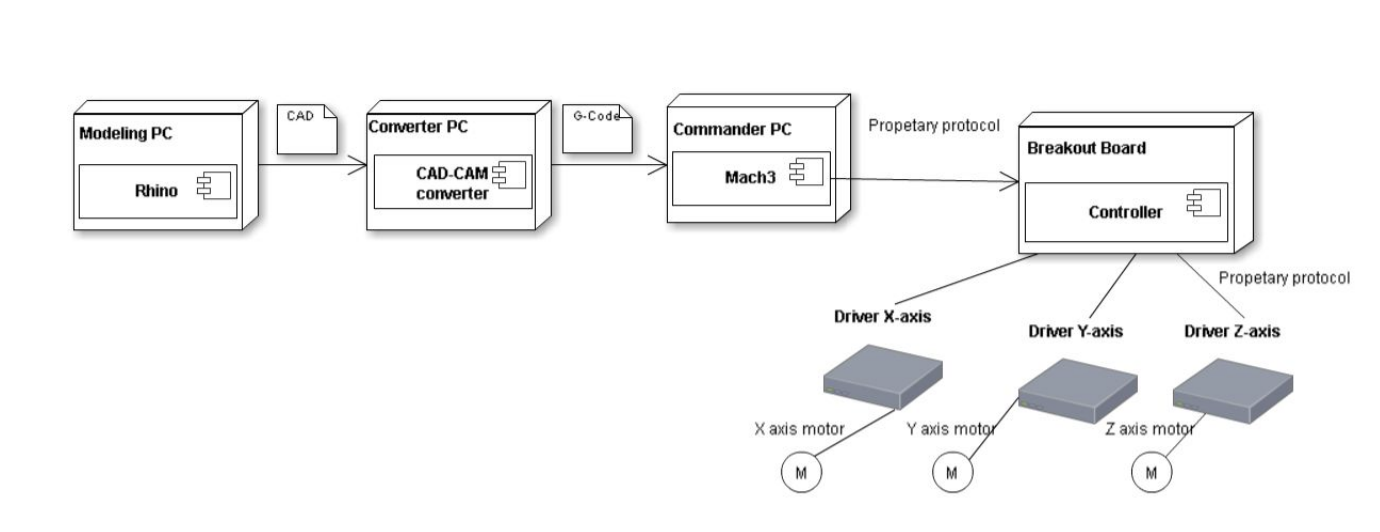 Modeling PC
Rhino
CAD
Converter PC
CAD-CAM
converter
G-Code
Commander PC
Mach3
Propetary protocol
Breakout Board
Controller
Propetary protocol
Driver X-axis
Driver Y-axis
Driver Z-axis
X axis motor
Y axis motor
Z axis motor
M
M
M